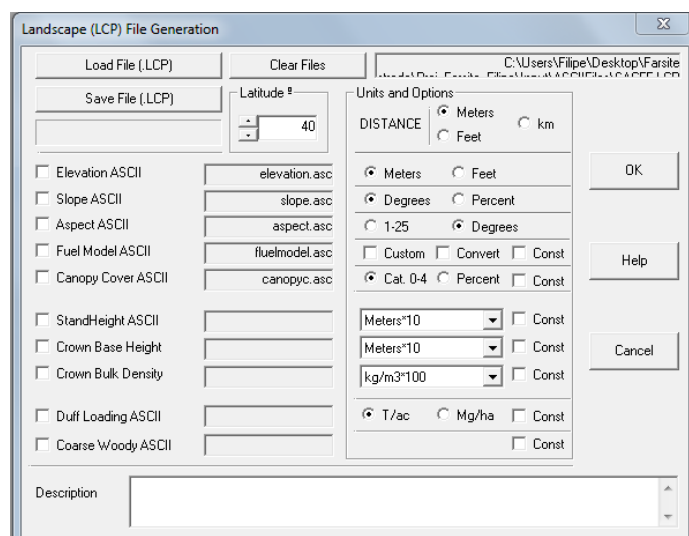 Landscape (LCP) File Generation
Load File (.LCP) Clear Files C:\Users\Filipe\Desktop\Farsite
Save File (.LCP) Latitude º Units and Options
40 DISTANCE Meters km
Feet
Elevation ASCII elevation.asc Meters Feet OK
Slope ASCII slope.asc Degrees Percent
Aspect ASCII aspect.asc 1-25 Degrees
Fuel Model ASCII fluelmodel.asc Custom Convert Const Help
Canopy Cover ASCII canopyc.asc Cat. 0-4 Percent Const
StandHeight ASCII Meters*10 Const
Crown Base Height Meters*10 Const Cancel
Crown Bulk Density kg/m3*100 Const
Duff Loading ASCII T/ac Mg/ha Const
Coarse Woody ASCII Const
Description